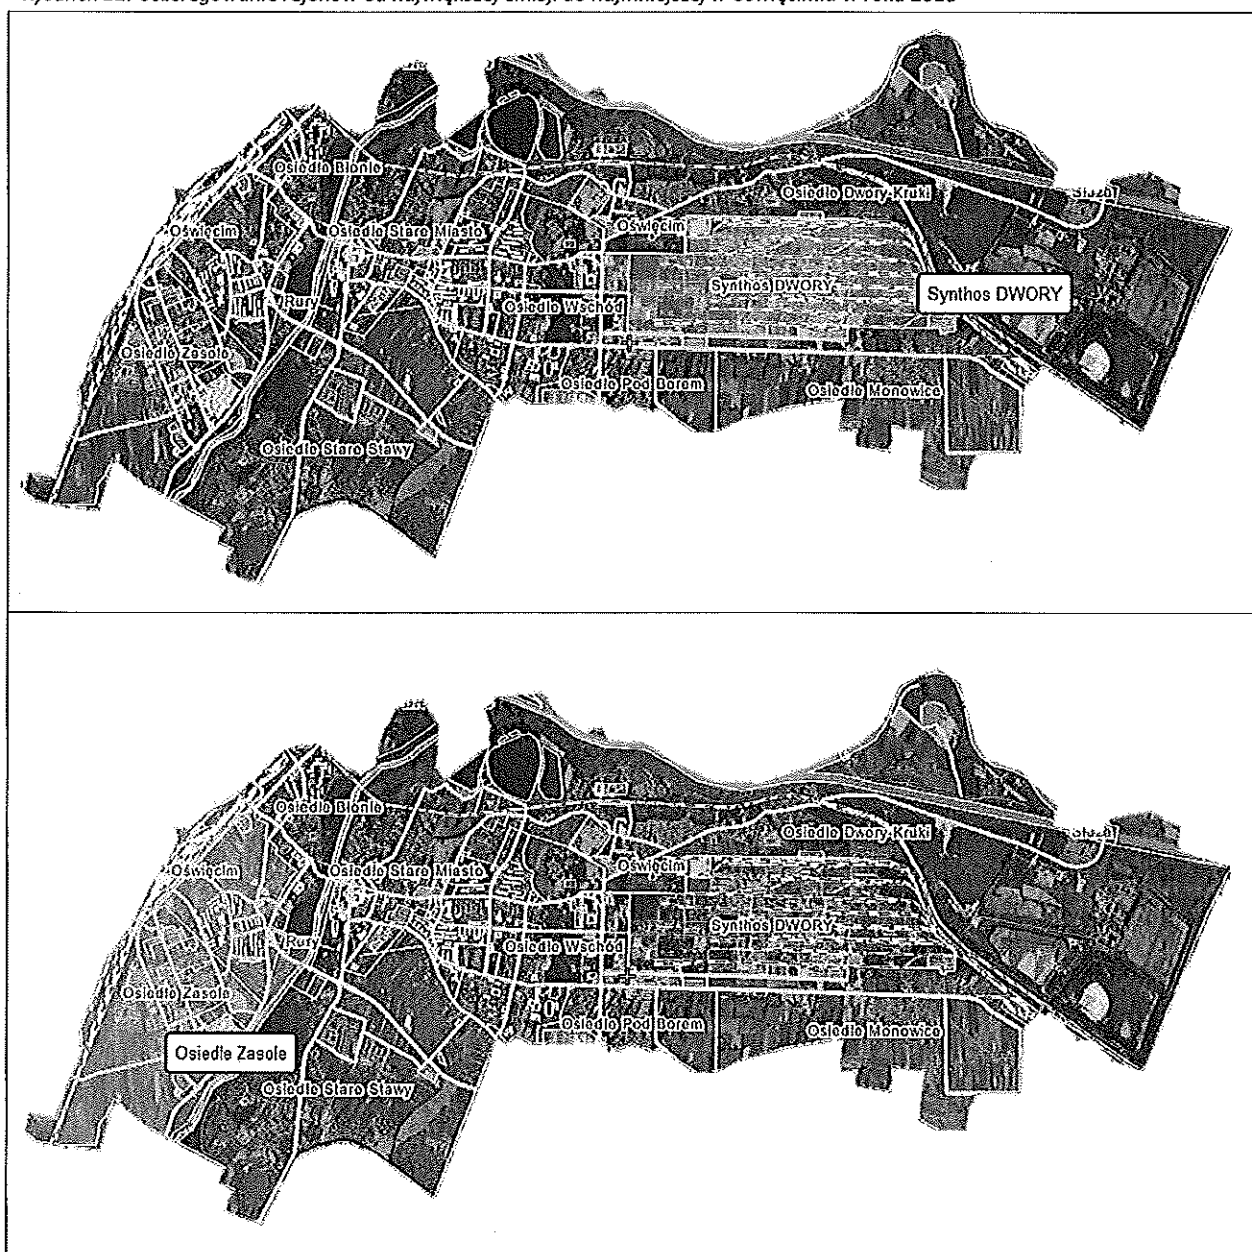 Osiedle Błonie
Osiedle Dwory-Kruki
Oświęcim
Osiedle Stare Miasto
Oświęcim
Synthos DWORY
Synthos DWORY
Rury
Osiedle Wschód
Osiedle Zasole
Osiedle Pod Borem
Osiedle Monowice
Osiedle Stare Stawy
Osiedle Błonie
Osiedle Dwory-Kruki
Oświęcim
Osiedle Stare Miasto
Oświęcim
Synthos DWORY
Rury
Osiedle Wschód
Osiedle Zasole
Osiedle Pod Borem
Osiedle Monowice
Osiedle Zasole
Osiedle Stare Stawy